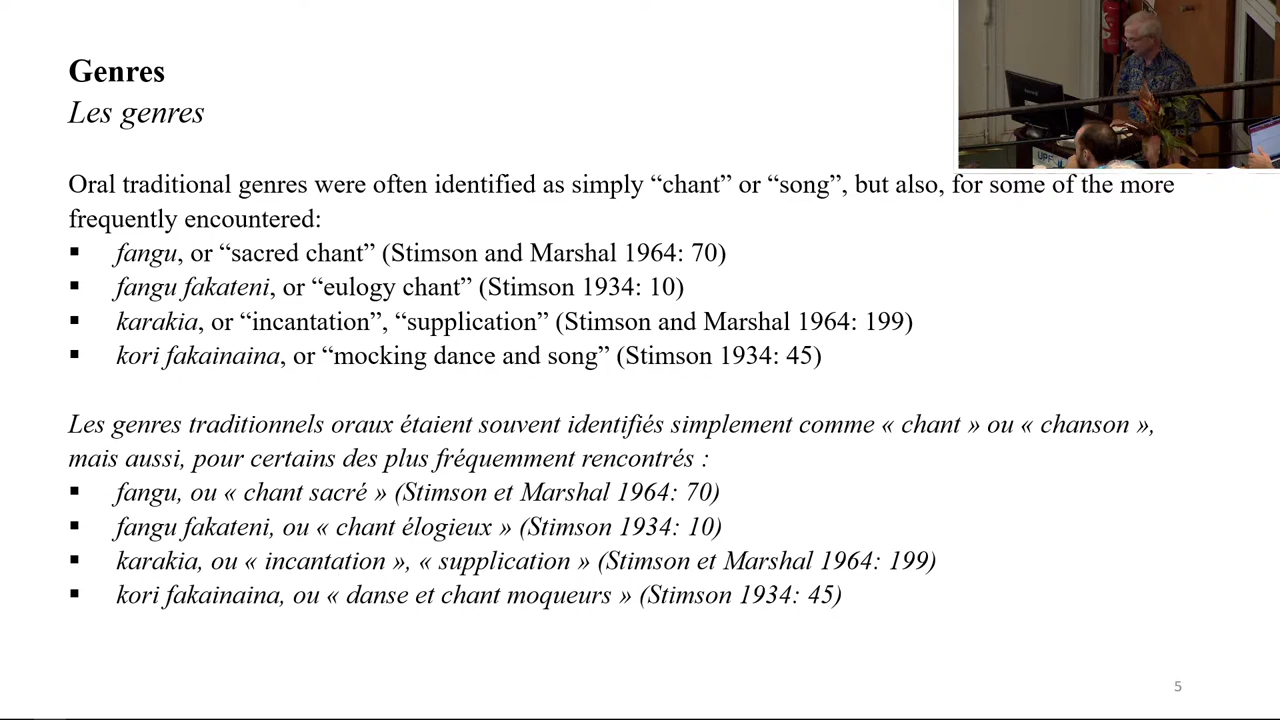 Genres
Les genres
Oral traditional genres were often identified as simply “chant” or “song”, but also, for some of the more
frequently encountered:
▪ fangu, or “sacred chant” (Stimson and Marshal 1964: 70)
▪ fangu fakateni, or “eulogy chant” (Stimson 1934: 10)
▪ karakia, or “incantation”, “supplication” (Stimson and Marshal 1964: 199)
▪ kori fakainaina, or “mocking dance and song” (Stimson 1934: 45)
Les genres traditionnels oraux étaient souvent identifiés simplement comme « chant » ou « chanson »,
mais aussi, pour certains des plus fréquemment rencontrés :
▪ fangu, ou « chant sacré » (Stimson et Marshal 1964: 70)
▪ fangu fakateni, ou « chant élogieux » (Stimson 1934: 10)
▪ karakia, ou « incantation », « supplication » (Stimson et Marshal 1964: 199)
▪ kori fakainaina, ou « danse et chant moqueurs » (Stimson 1934: 45)
5